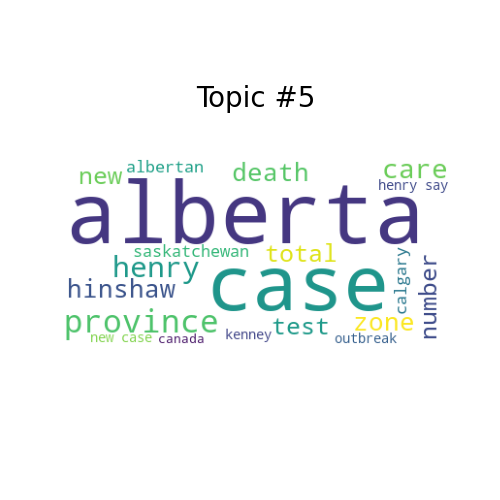 Topic #5
albertan
new
death
care
henry say
alberta
saskatchewan
total
henry
case
calgary
number
hinshaw
province
test
zone
new case
canada
kenney
outbreak